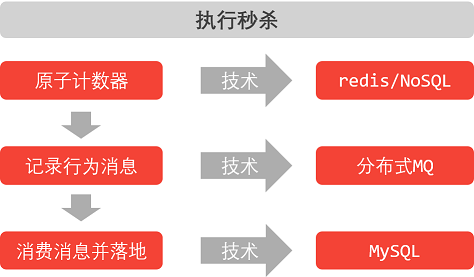 执行秒杀
原子计数器
技术
redis/NoSQL
记录行为消息
技术
分布式MQ
消费消息并落地
技术
MySQL